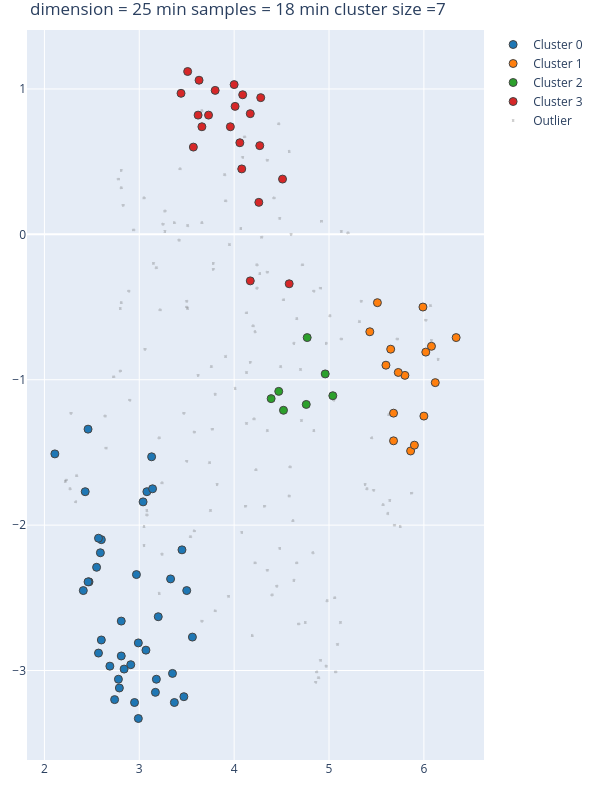 dimension = 25 min samples = 18 min cluster size =7
Cluster 0
Cluster 1
Cluster 2
Cluster 3
Outlier
1
0
−1
−2
−3
2 3 4 5 6